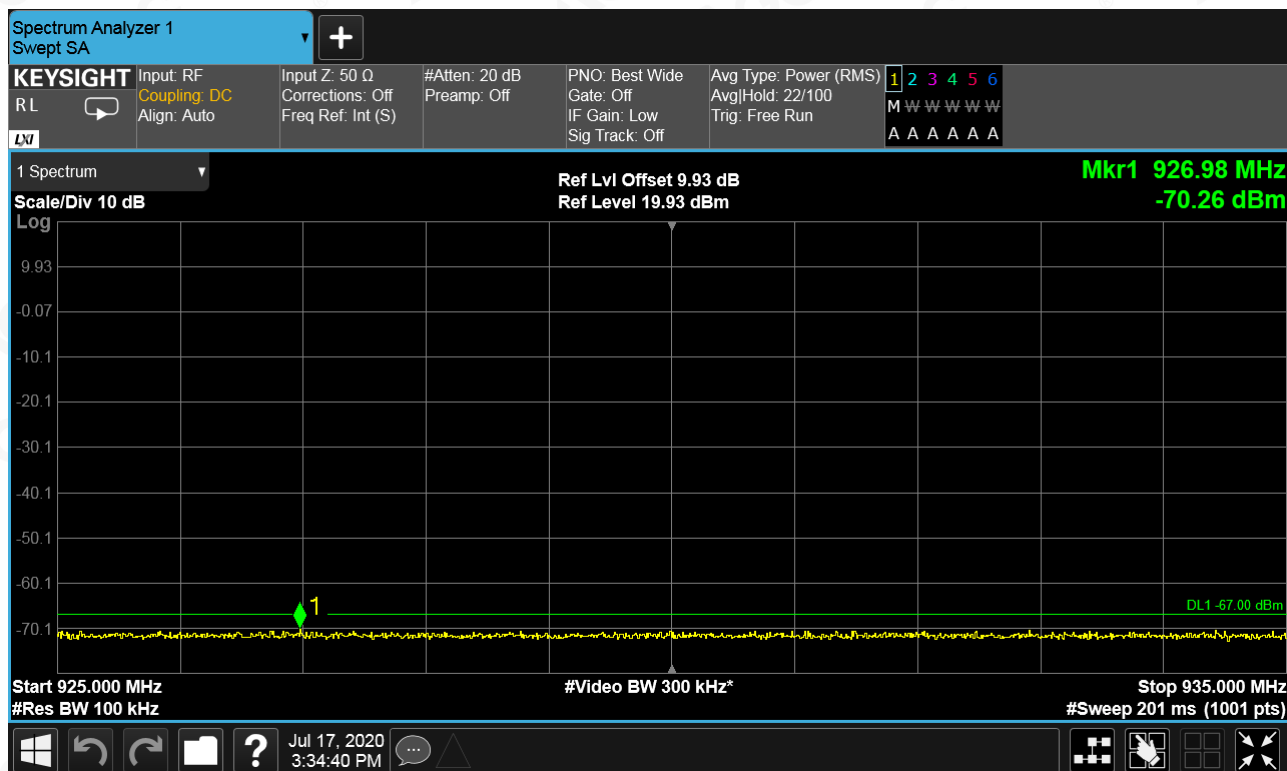 Spectrum Analyzer 1
Swept SA
+
KEYSIGHT
RL
LXI
Input: RF
Coupling: DC
Align: Auto
Input Z: 50 Ω
Corrections: Off
Freq Ref: Int (S)
#Atten: 20 dB
Preamp: Off
PNO: Best Wide
Gate: Off
IF Gain: Low
Sig Track: Off
Avg Type: Power (RMS)
Avg|Hold: 22/100
Trig: Free Run
1 2 3 4 5 6
M W W W W W
A A A A A A
1 Spectrum
Scale/Div 10 dB
Log
Ref Lvl Offset 9.93 dB
Ref Level 19.93 dBm
Mkr1 926.98 MHz
-70.26 dBm
9.93
-0.07
-10.1
-20.1
-30.1
-40.1
-50.1
-60.1
-70.1
1
DL1 -67.00 dBm
Start 925.000 MHz
#Res BW 100 kHz
#Video BW 300 kHz*
Stop 935.000 MHz
#Sweep 201 ms (1001 pts)
?
Jul 17, 2020
3:34:40 PM